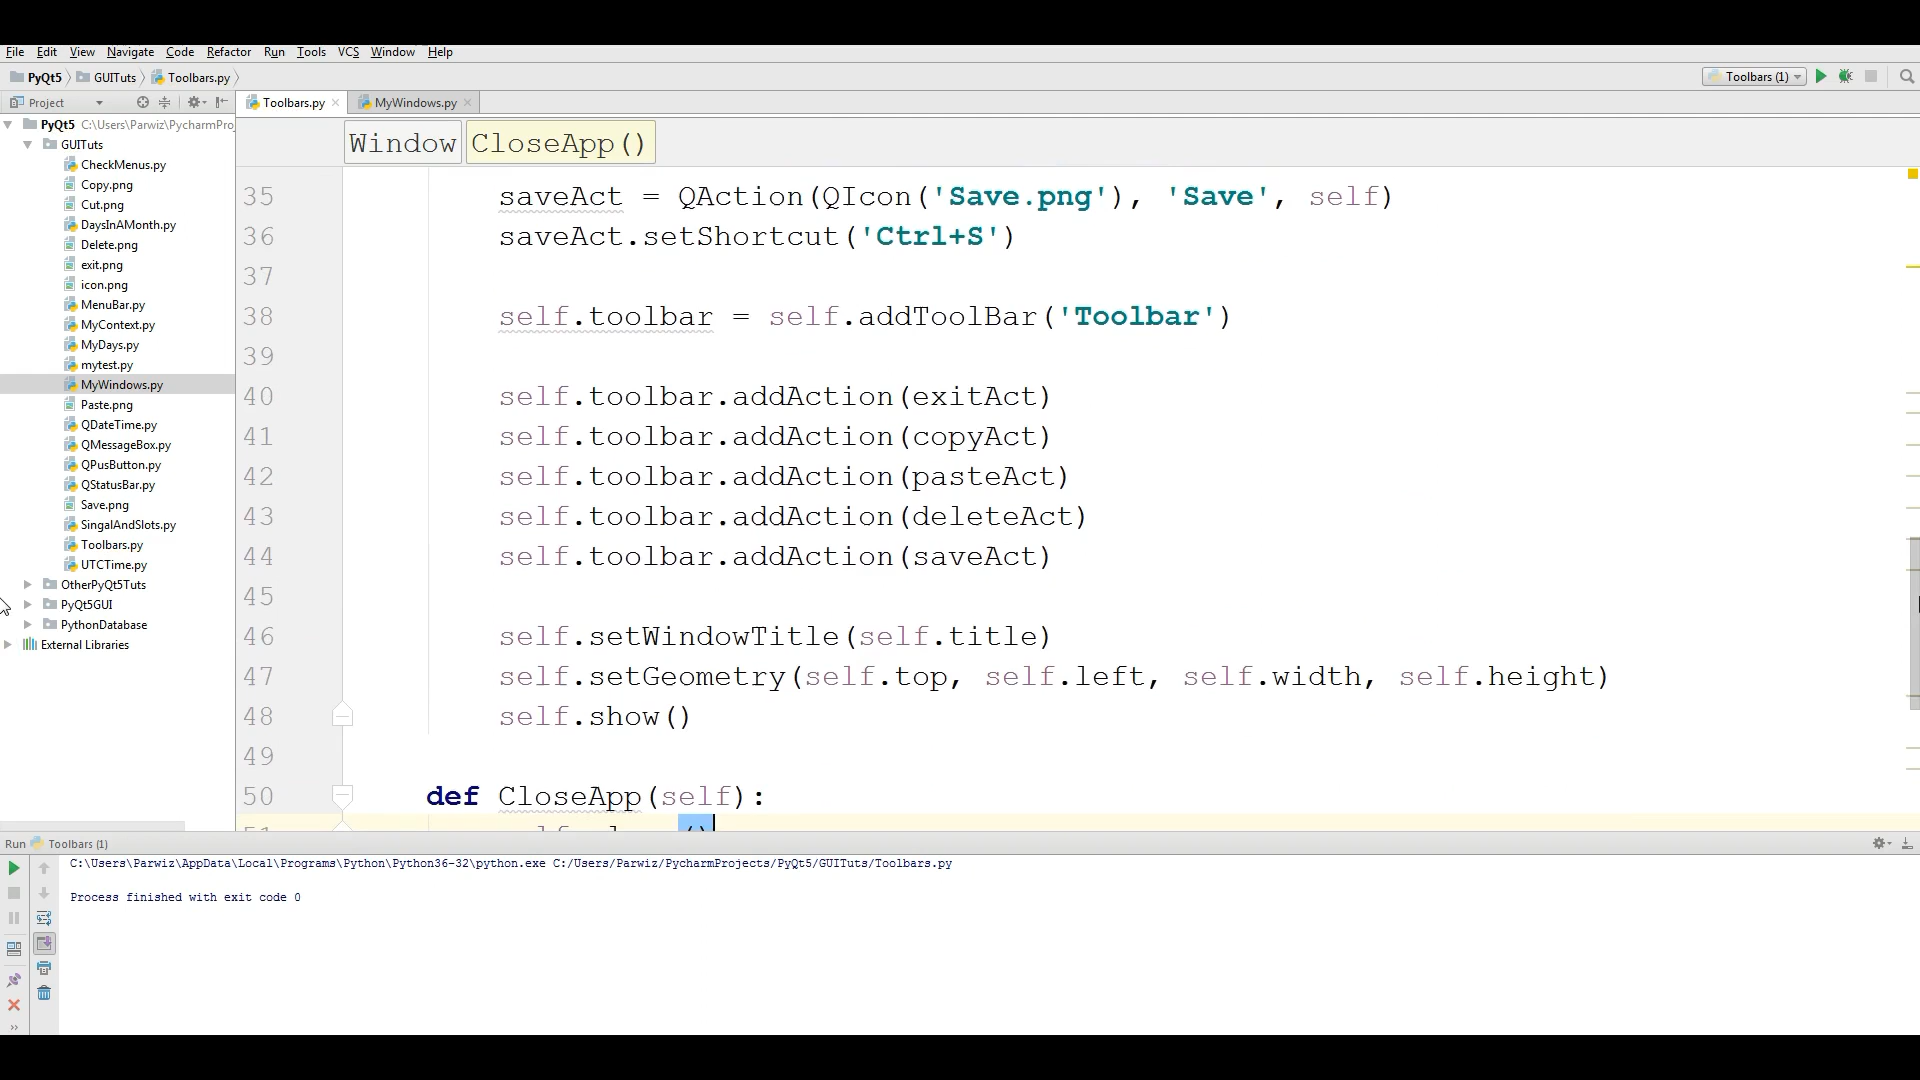 File Edit View Navigate Code Refactor Run Tools VCS Window Help
PyQt5 GUITuts Toolbars.py Toolbars (1)
Project Toolbars.py MyWindows.py
PyQt5 C:\Users\Parwiz\PycharmPro
GUITuts
CheckMenus.py
Copy.png
Cut.png
DaysInAMonth.py
Delete.png
exit.png
icon.png
MenuBar.py
MyContext.py
MyDays.py
mytest.py
MyWindows.py
Paste.png
QDateTime.py
QMessageBox.py
QPusButton.py
QStatusBar.py
Save.png
SingalAndSlots.py
Toolbars.py
UTCTime.py
OtherPyQt5Tuts
PyQt5GUI
PythonDatabase
External Libraries
Window CloseApp()
35 saveAct = QAction(QIcon('Save.png'), 'Save', self)
36 saveAct.setShortcut('Ctrl+S')
37
38 self.toolbar = self.addToolBar('Toolbar')
39
40 self.toolbar.addAction(exitAct)
41 self.toolbar.addAction(copyAct)
42 self.toolbar.addAction(pasteAct)
43 self.toolbar.addAction(deleteAct)
44 self.toolbar.addAction(saveAct)
45
46 self.setWindowTitle(self.title)
47 self.setGeometry(self.top, self.left, self.width, self.height)
48 self.show()
49
50 def CloseApp(self):
Run Toolbars (1)
C:\Users\Parwiz\AppData\Local\Programs\Python\Python36-32\python.exe C:/Users/Parwiz/PycharmProjects/PyQt5/GUITuts/Toolbars.py
Process finished with exit code 0